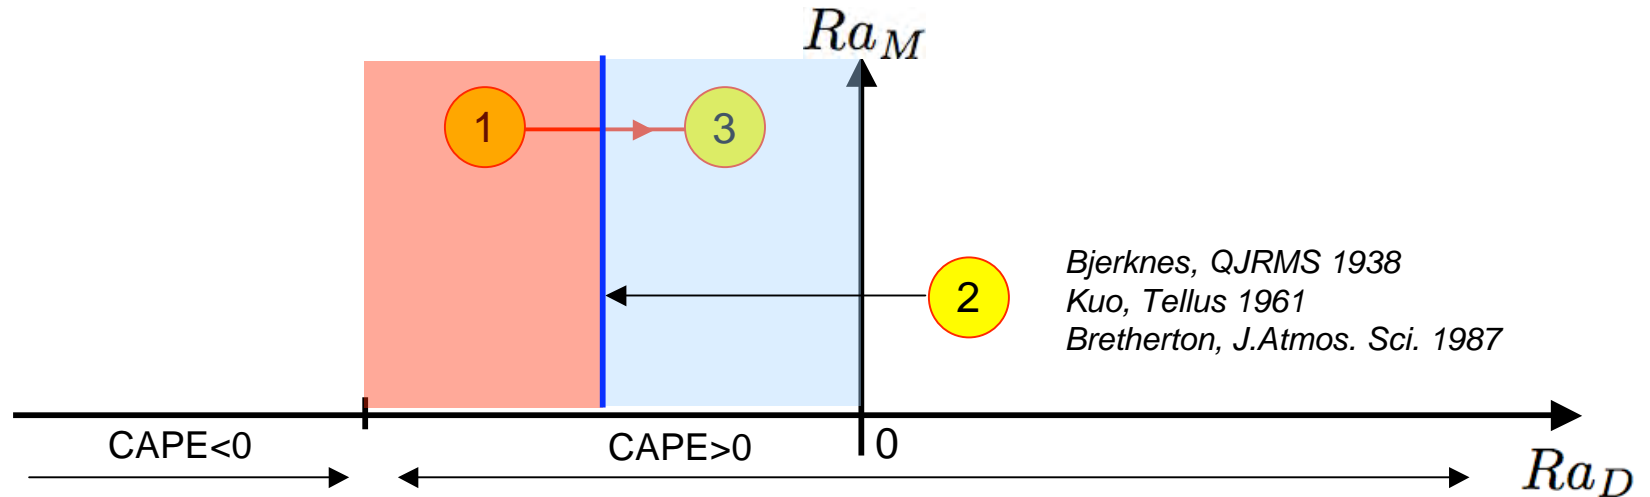 Ra_M
1
3
2
Bjerknes, QJRMS 1938
Kuo, Tellus 1961
Bretherton, J.Atmos. Sci. 1987
CAPE<0
CAPE>0
0
Ra_D